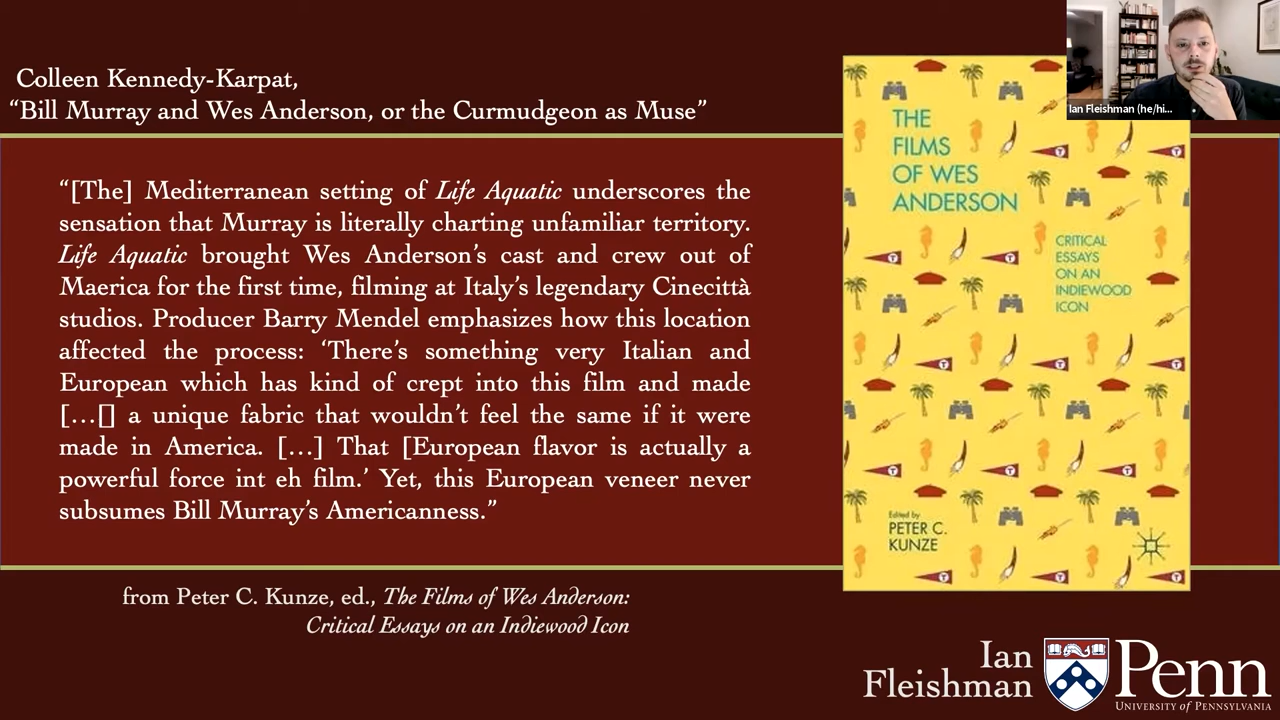 Colleen Kennedy-Karpat,
“Bill Murray and Wes Anderson, or the Curmudgeon as Muse”
“[The] Mediterranean setting of Life Aquatic underscores the
sensation that Murray is literally charting unfamiliar territory.
Life Aquatic brought Wes Anderson’s cast and crew out of
Maerica for the first time, filming at Italy’s legendary Cinecittà
studios. Producer Barry Mendel emphasizes how this location
affected the process: ‘There’s something very Italian and
European which has kind of crept into this film and made
[…[] a unique fabric that wouldn’t feel the same if it were
made in America. […] That [European flavor is actually a
powerful force int eh film.’ Yet, this European veneer never
subsumes Bill Murray’s Americanness.”
from Peter C. Kunze, ed., The Films of Wes Anderson:
Critical Essays on an Indiewood Icon
THE
FILMS
OF WES
ANDERSON
CRITICAL
ESSAYS
ON AN
INDIEWOOD
ICON
Edited by
PETER C.
KUNZE
Ian Fleishman (he/hi...
Ian
Fleishman
Penn
UNIVERSITY of PENNSYLVANIA